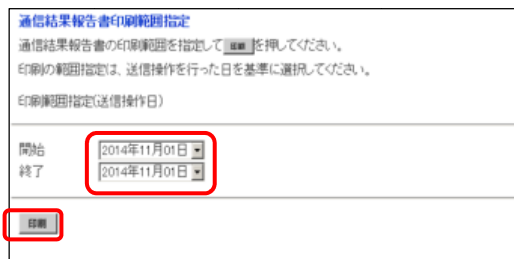 通信結果報告書印刷範囲指定
通信結果報告書の印刷範囲を指定して 印刷 を押してください。
印刷の範囲指定は、送信操作を行った日を基準に選択してください。
印刷範囲指定(送信操作日)
開始 2014年11月01日
終了 2014年11月01日
印刷